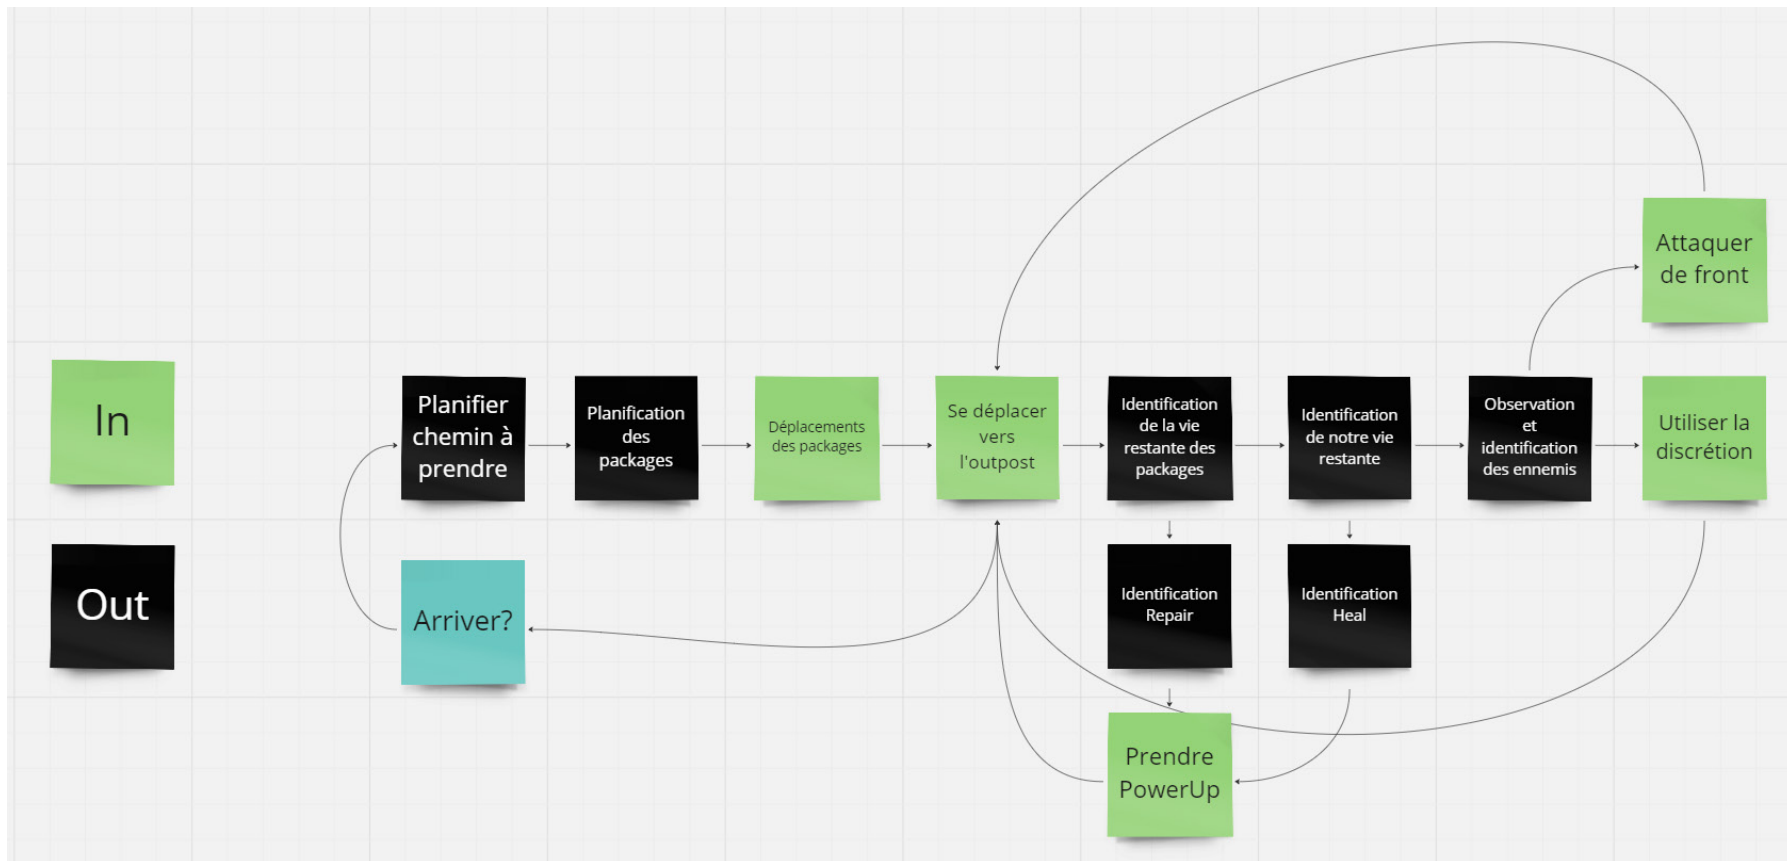 In
Out
Planifier
chemin à
prendre
Planification
des
packages
Déplacements
des packages
Se déplacer
vers
l'outpost
Identification
de la vie
restante des
packages
Identification
de notre vie
restante
Observation
et
identification
des ennemis
Attaquer
de front
Utiliser la
discrétion
Arriver?
Identification
Repair
Identification
Heal
Prendre
PowerUp